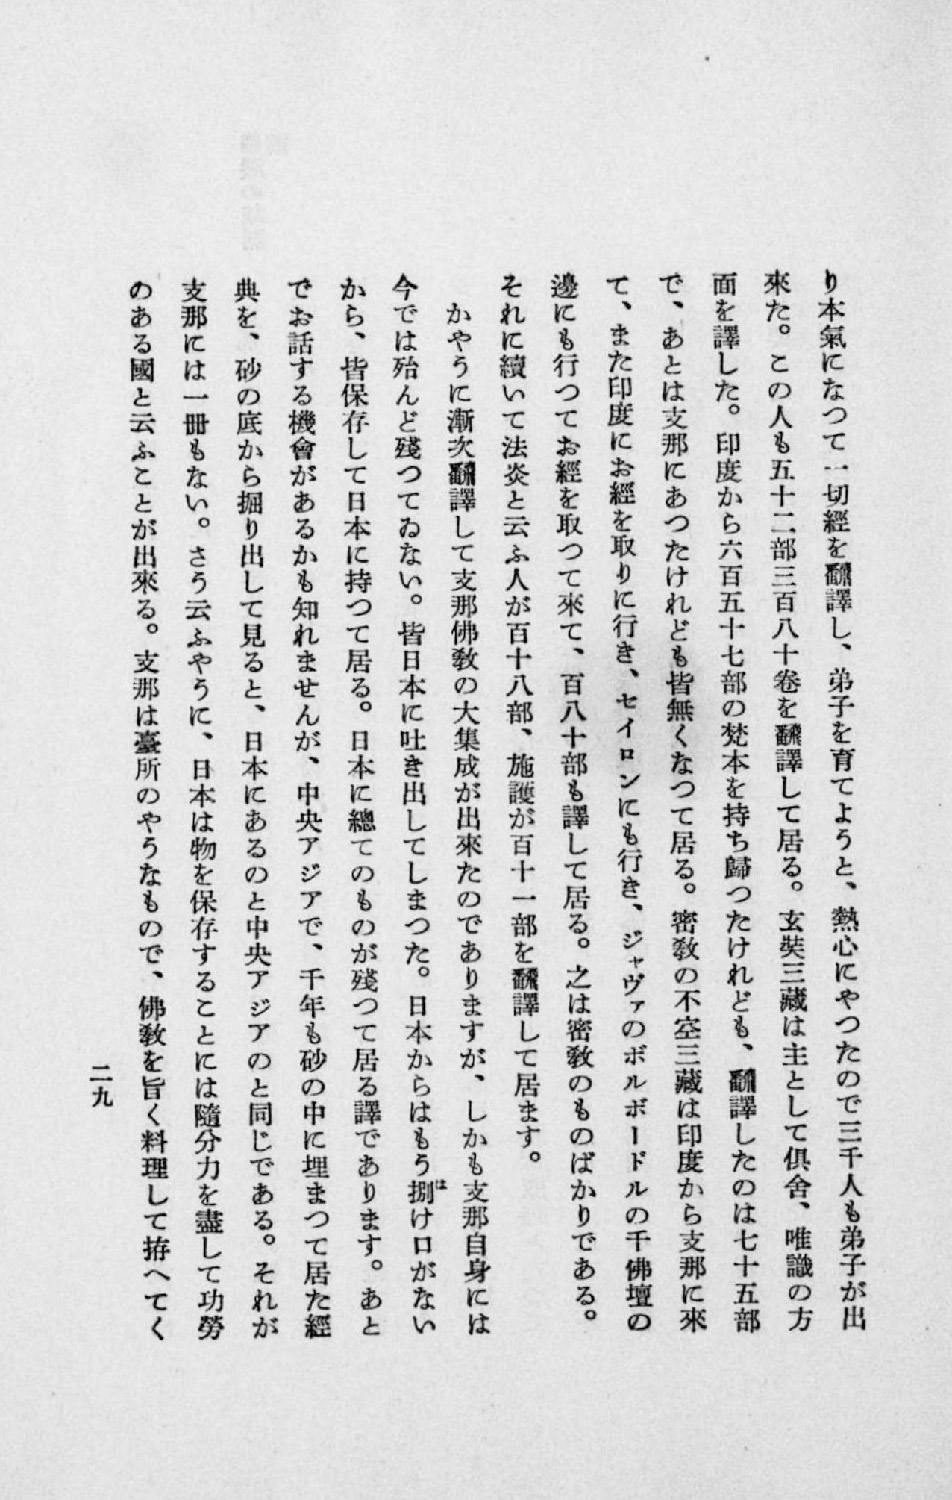 り本氣になつて一切經を飜譯し、弟子を育てようと、熱心にやつたので三千人も弟子が出
來た。この人も五十二部三百八十卷を飜譯して居る。玄奘三藏は主として倶舍、唯識の方
面を譯した。印度から六百五十七部の梵本を持ち歸つたけれども、飜譯したのは七十五部
で、あとは支那にあつたけれども皆無くなつて居る。密敎の不空三藏は印度から支那に來
て、また印度にお經を取りに行き、セイロンにも行き、ジャヴァのボルボードルの千佛壇の
邊にも行つてお經を取つて來て、百八十部も譯して居る。之は密敎のものばかりである。
それに續いて法炎と云ふ人が百十八部、施護が百十一部を飜譯して居ます。
かやうに漸次飜譯して支那佛敎の大集成が出來たのでありますが、しかも支那自身には
今では殆んど殘つてゐない。皆日本に吐き出してしまつた。日本からはもう捌け口がない
から、皆保存して日本に持つて居る。日本に總てのものが殘つて居る譯であります。あと
でお話する機會があるかも知れませんが、中央アジアで、千年も砂の中に埋まつて居た經
典を、砂の底から掘り出して見ると、日本にあるのと中央アジアのと同じである。それが
支那には一冊もない。さう云ふやうに、日本は物を保存することには隨分力を盡して功勞
のある國と云ふことが出來る。支那は臺所のやうなもので、佛敎を旨く料理して拵へてく
二九